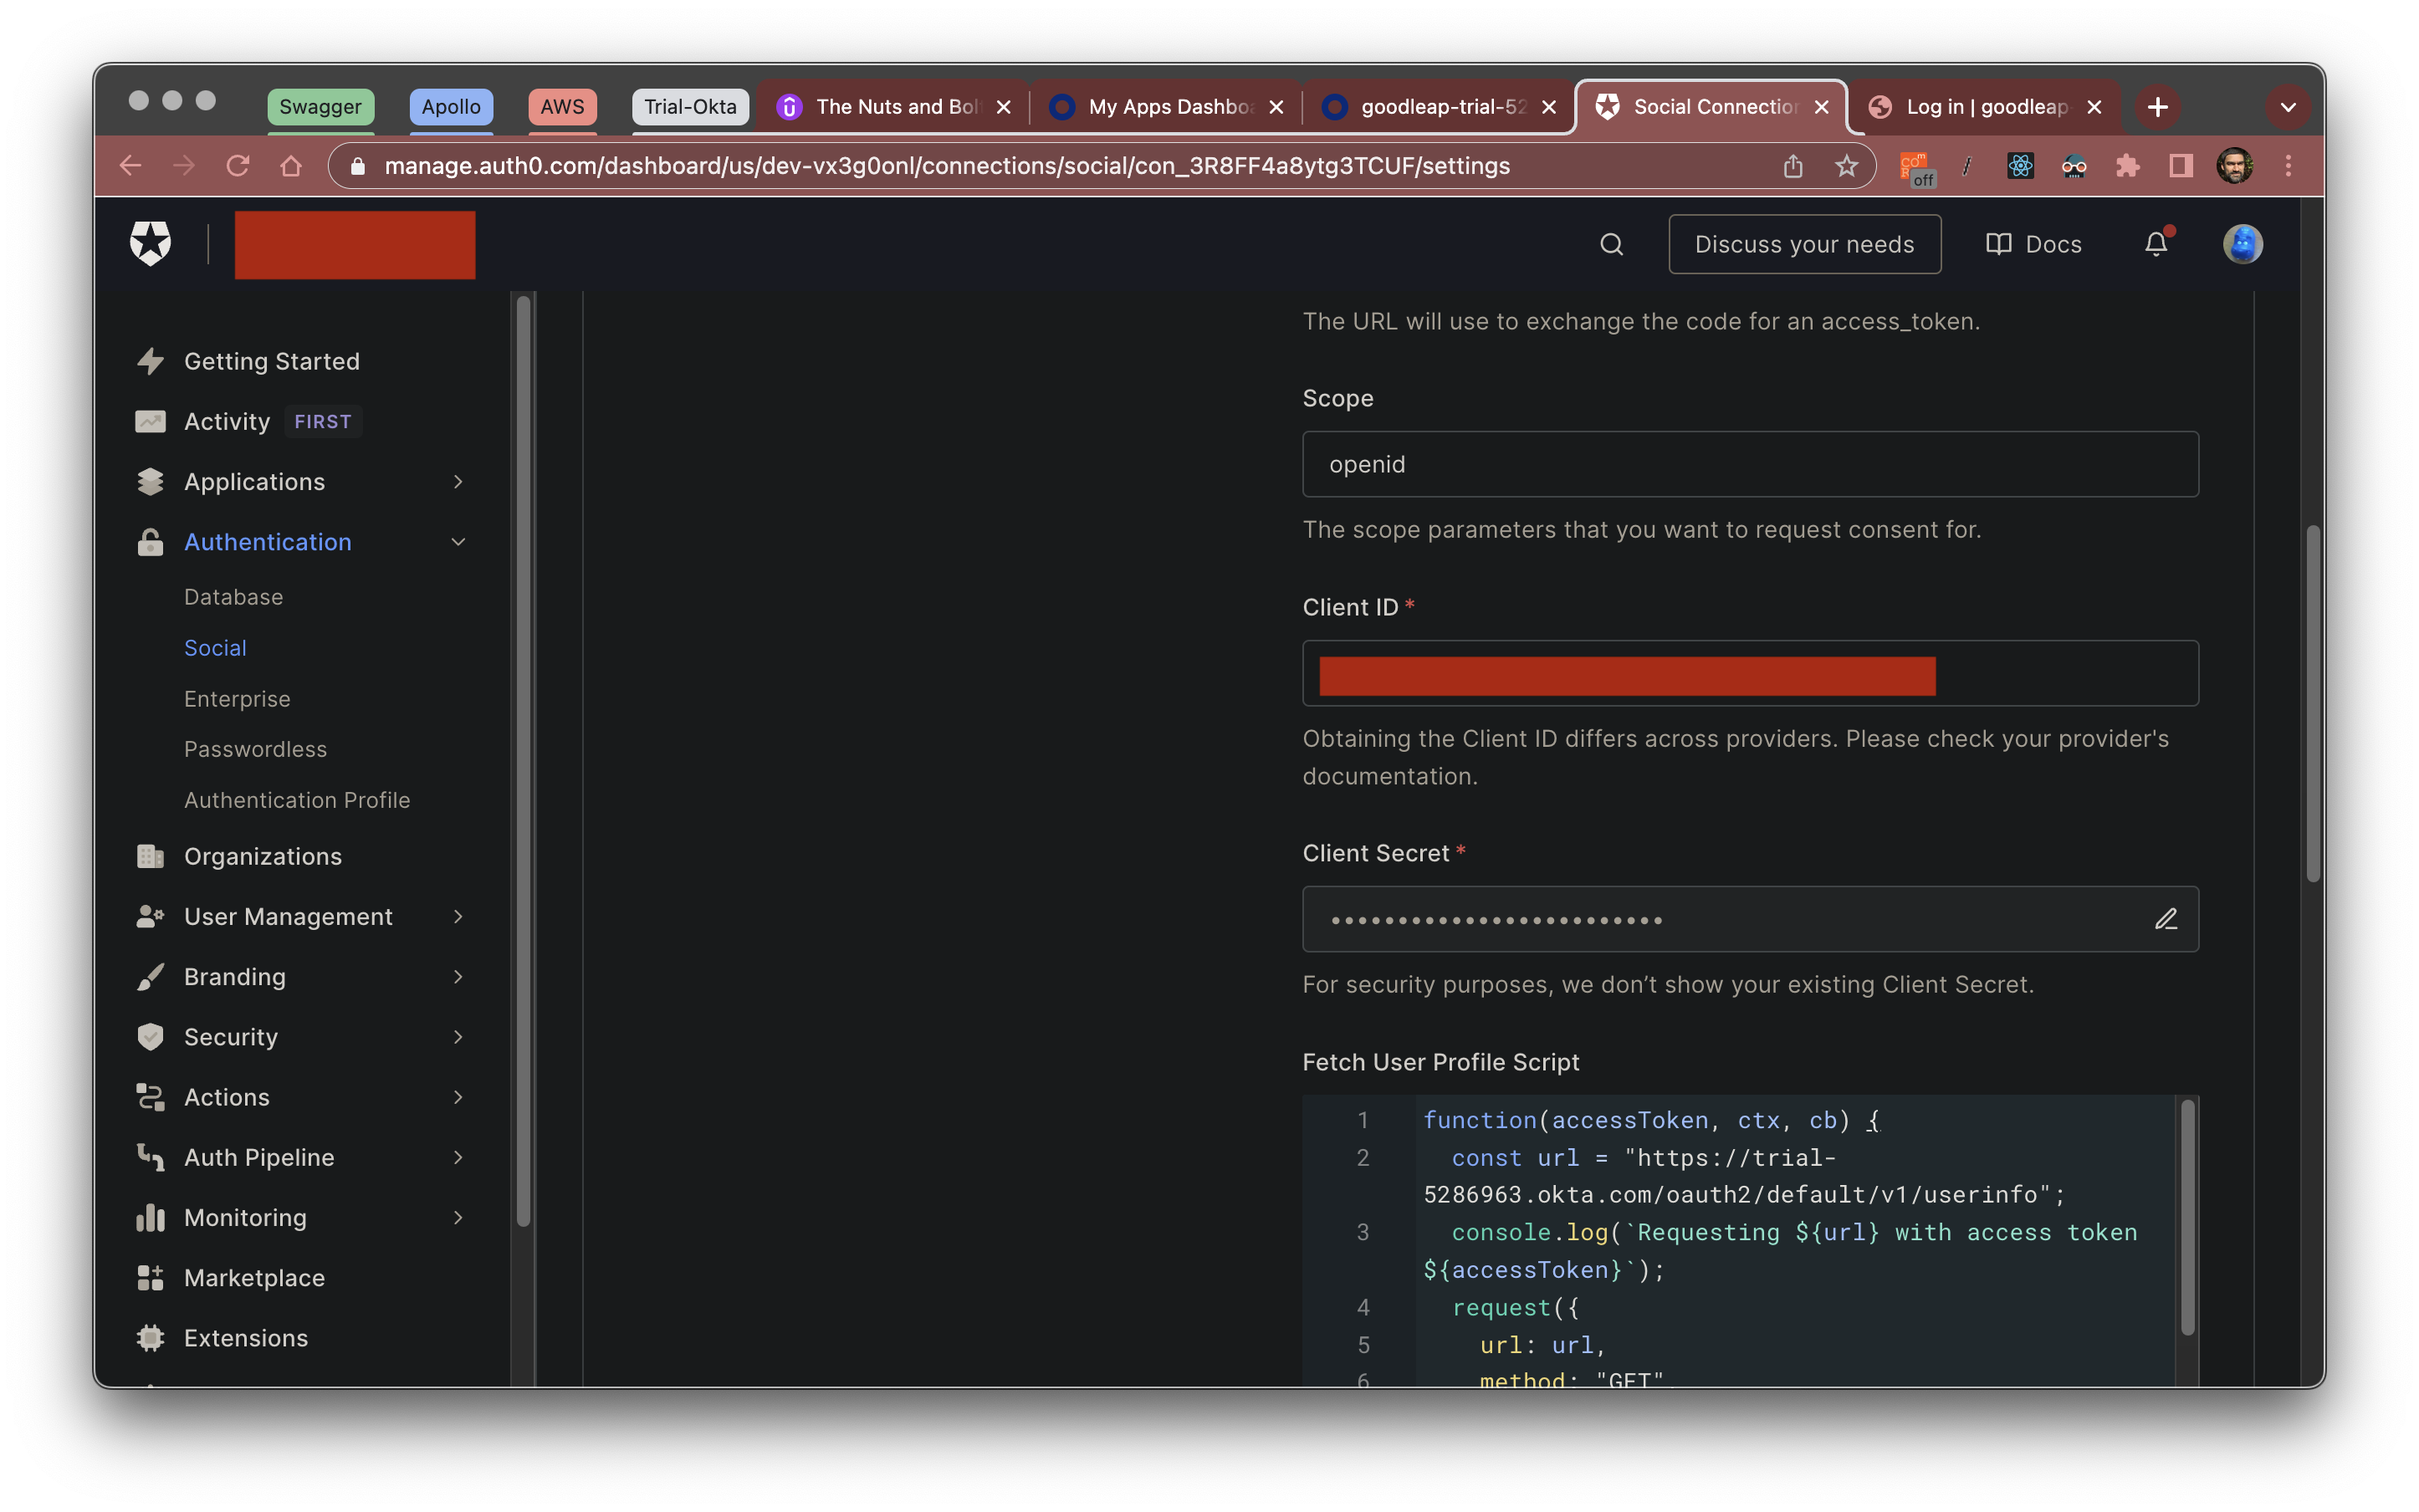 Swagger
Apollo
AWS
Trial-Okta
The Nuts and Bol
My Apps Dashbo
goodleap-trial-52
Social Connection
Log in | goodleap-
manage.auth0.com/dashboard/us/dev-vx3g0onl/connections/social/con_3R8FF4a8ytg3TCUF/settings
off
Discuss your needs
Docs
Getting Started
Activity FIRST
Applications
Authentication
Database
Social
Enterprise
Passwordless
Authentication Profile
Organizations
User Management
Branding
Security
Actions
Auth Pipeline
Monitoring
Marketplace
Extensions
The URL will use to exchange the code for an access_token.
Scope
openid
The scope parameters that you want to request consent for.
Client ID *
Obtaining the Client ID differs across providers. Please check your provider's
documentation.
Client Secret *
For security purposes, we don’t show your existing Client Secret.
Fetch User Profile Script
1 function(accessToken, ctx, cb) {
2 const url = "https://trial-
5286963.okta.com/oauth2/default/v1/userinfo";
3 console.log(`Requesting ${url} with access token
${accessToken}`);
4 request({
5 url: url,
6 method: "GET",